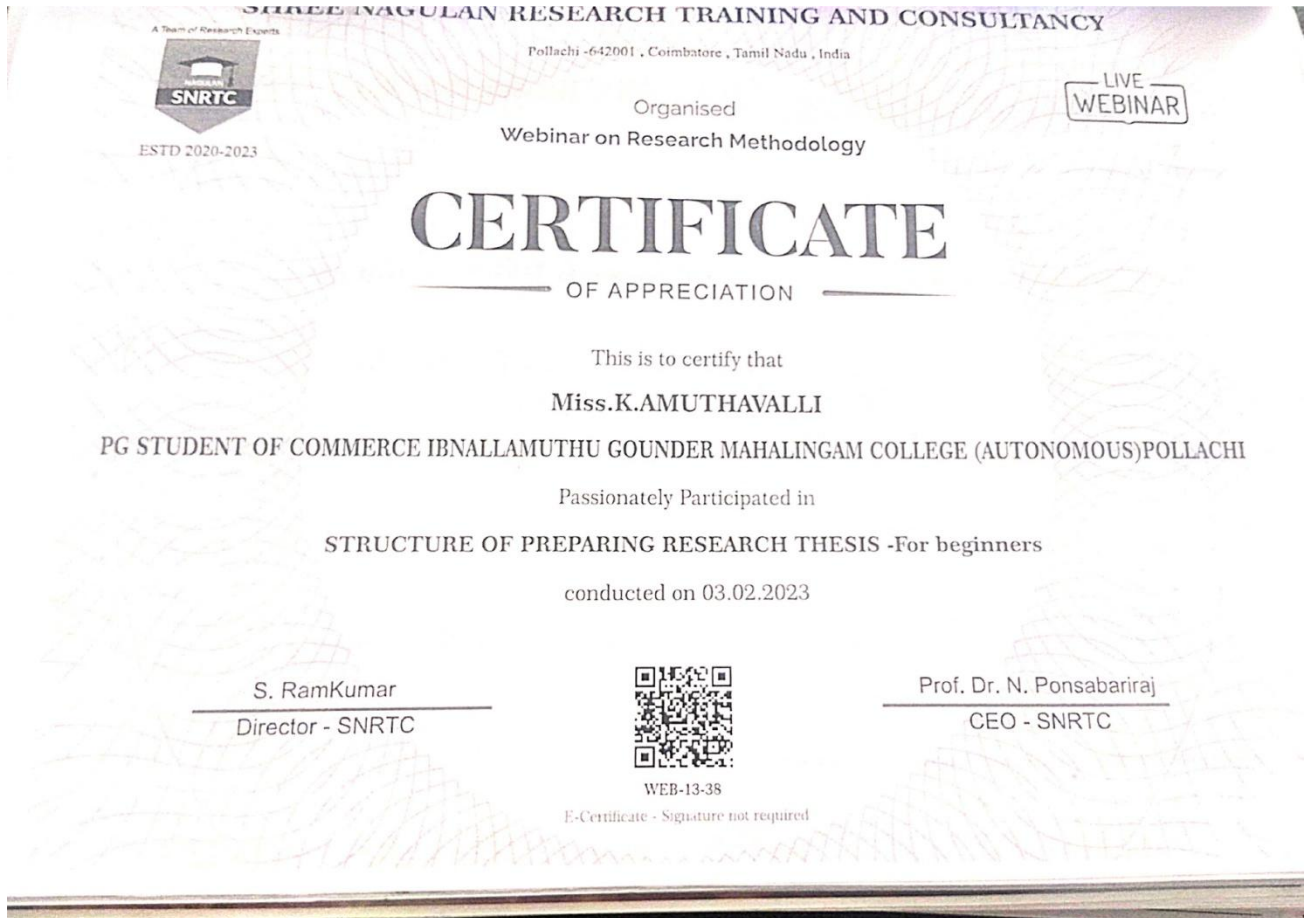 SHREE NAGULAN RESEARCH TRAINING AND CONSULTANCY
A Team of Research Experts
Pollachi -642001 , Coimbatore , Tamil Nadu , India
NAGULAN
SNRTC
LIVE
WEBINAR
Organised
Webinar on Research Methodology
ESTD 2020-2023
CERTIFICATE
OF APPRECIATION
This is to certify that
Miss.K.AMUTHAVALLI
PG STUDENT OF COMMERCE IBNALLAMUTHU GOUNDER MAHALINGAM COLLEGE (AUTONOMOUS)POLLACHI
Passionately Participated in
STRUCTURE OF PREPARING RESEARCH THESIS -For beginners
conducted on 03.02.2023
S. RamKumar
Director - SNRTC
Prof. Dr. N. Ponsabariraj
CEO - SNRTC
WEB-13-38
E-Certificate - Signature not required